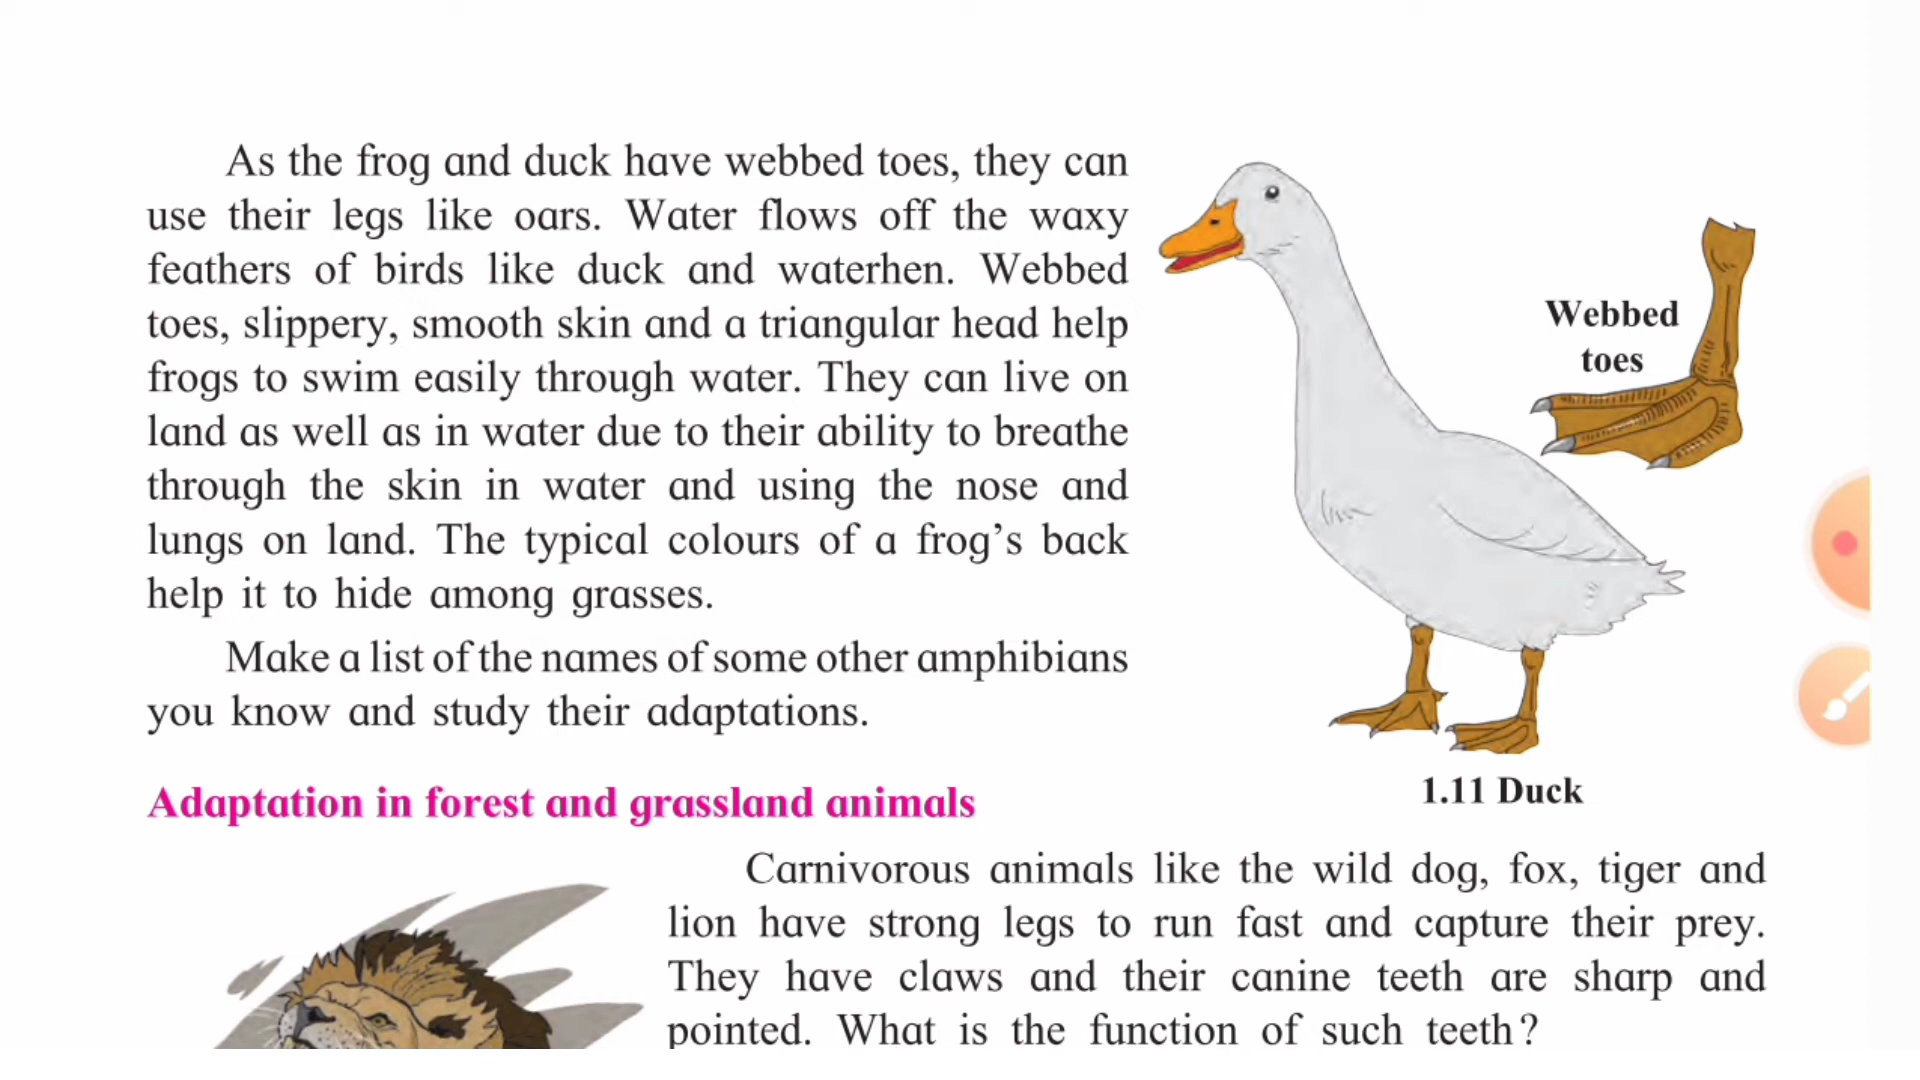 As the frog and duck have webbed toes, they can
use their legs like oars. Water flows off the waxy
feathers of birds like duck and waterhen. Webbed
toes, slippery, smooth skin and a triangular head help
frogs to swim easily through water. They can live on
land as well as in water due to their ability to breathe
through the skin in water and using the nose and
lungs on land. The typical colours of a frog’s back
help it to hide among grasses.
Make a list of the names of some other amphibians
you know and study their adaptations.
Webbed
toes
1.11 Duck
Adaptation in forest and grassland animals
Carnivorous animals like the wild dog, fox, tiger and
lion have strong legs to run fast and capture their prey.
They have claws and their canine teeth are sharp and
pointed. What is the function of such teeth?